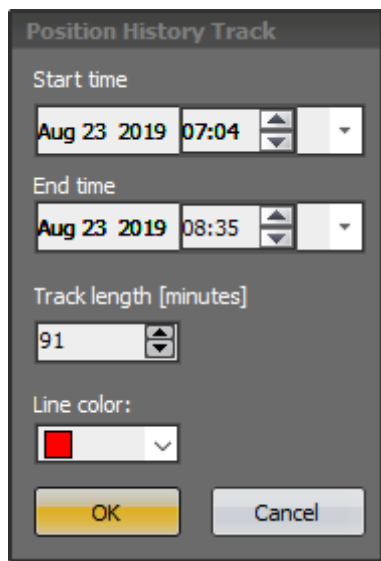 Position History Track
Start time
Aug 23 2019 07:04
End time
Aug 23 2019 08:35
Track length [minutes]
91
Line color:
OK Cancel